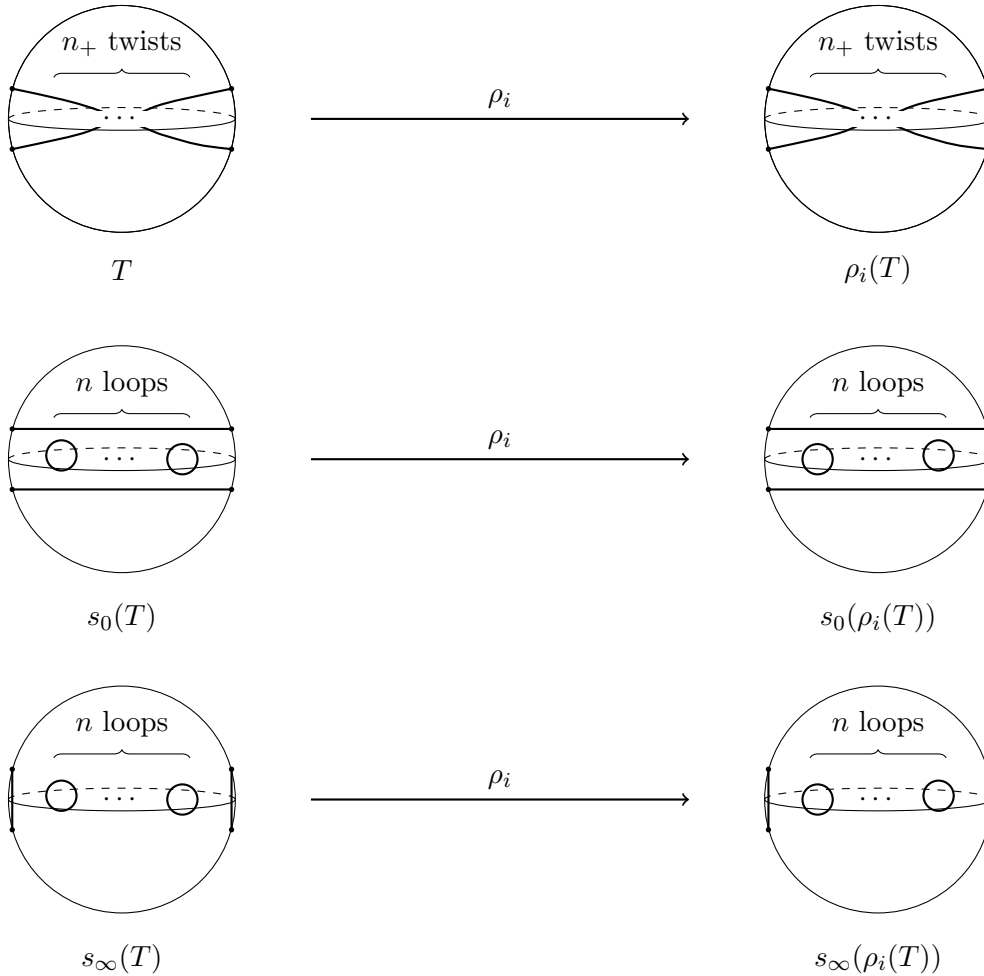 n₊ twists
n₊ twists
ρᵢ
...
...
T
ρᵢ(T)
n loops
n loops
ρᵢ
...
...
s₀(T)
s₀(ρᵢ(T))
n loops
n loops
ρᵢ
...
...
s∞(T)
s∞(ρᵢ(T))